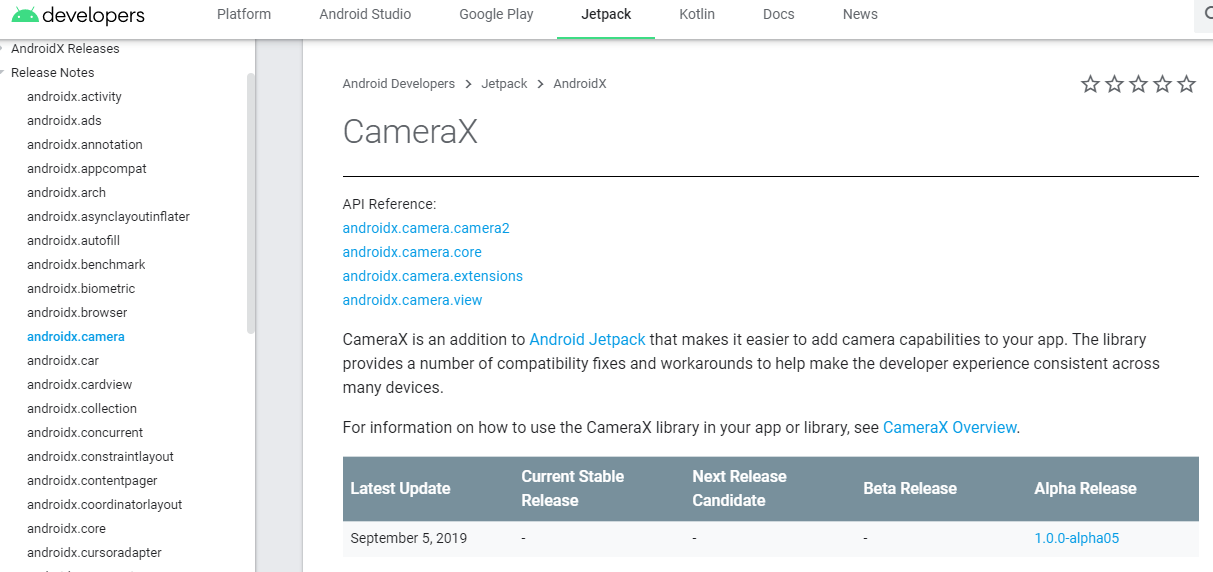 developers
Platform
Android Studio
Google Play
Jetpack
Kotlin
Docs
News
AndroidX Releases
Release Notes
androidx.activity
androidx.ads
androidx.annotation
androidx.appcompat
androidx.arch
androidx.asynclayoutinflater
androidx.autofill
androidx.benchmark
androidx.biometric
androidx.browser
androidx.camera
androidx.car
androidx.cardview
androidx.collection
androidx.concurrent
androidx.constraintlayout
androidx.contentpager
androidx.coordinatorlayout
androidx.core
androidx.cursoradapter
Android Developers > Jetpack > AndroidX
CameraX
API Reference:
androidx.camera.camera2
androidx.camera.core
androidx.camera.extensions
androidx.camera.view
CameraX is an addition to Android Jetpack that makes it easier to add camera capabilities to your app. The library
provides a number of compatibility fixes and workarounds to help make the developer experience consistent across
many devices.
For information on how to use the CameraX library in your app or library, see CameraX Overview.
Latest Update
Current Stable
Release
Next Release
Candidate
Beta Release
Alpha Release
September 5, 2019
-
-
-
1.0.0-alpha05